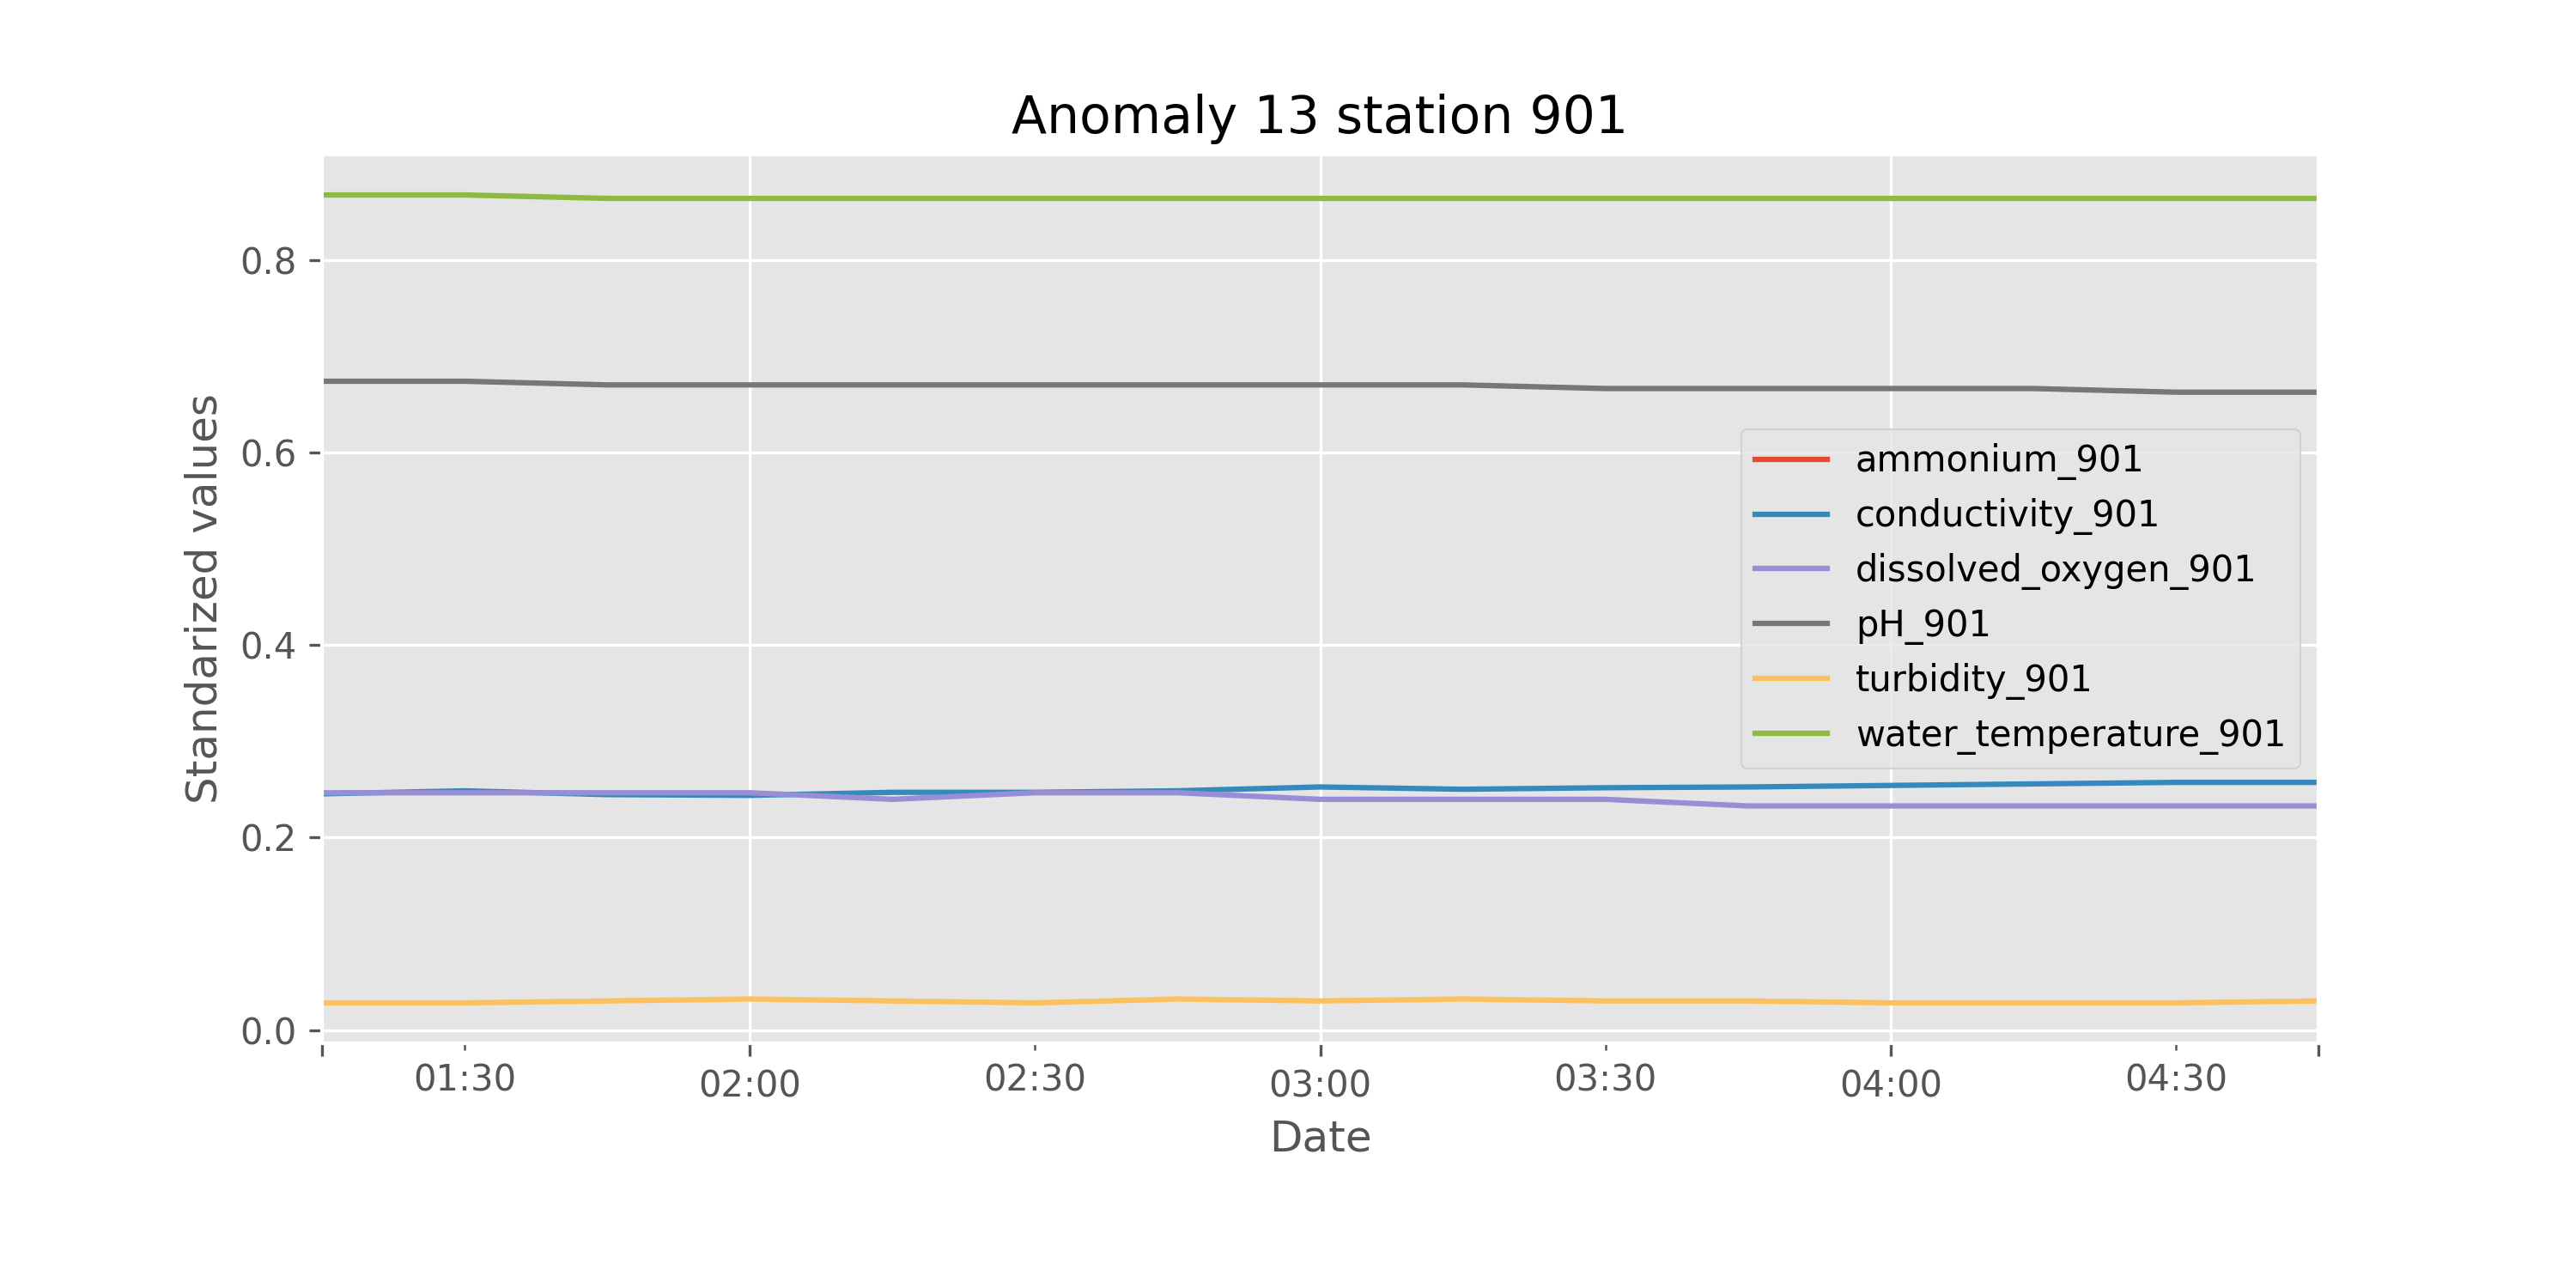 Anomaly 13 station 901
Standarized values
0.8
0.6
0.4
0.2
0.0
ammonium_901
conductivity_901
dissolved_oxygen_901
pH_901
turbidity_901
water_temperature_901
01:30
02:00
02:30
03:00
03:30
04:00
04:30
Date